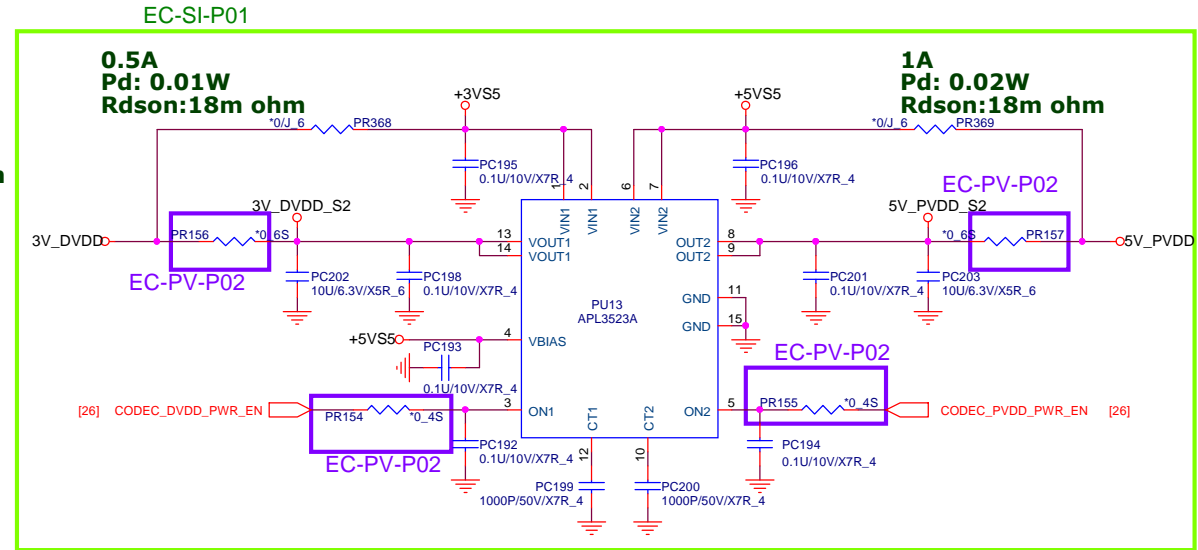 EC-SI-P01
0.5A
Pd: 0.01W
Rdson:18m ohm
1A
Pd: 0.02W
Rdson:18m ohm
+3VS5
+5VS5
*0/J_6 PR368
*0/J_6 PR369
PC195
0.1U/10V/X7R_4
PC196
0.1U/10V/X7R_4
1
2
6
7
VIN1
VIN1
VIN2
VIN2
EC-PV-P02
3V_DVDD_S2
5V_PVDD_S2
3V_DVDD
PR156 *0_6S
*0_6S PR157
5V_PVDD
EC-PV-P02
13
14
VOUT1
VOUT1
OUT2
OUT2
8
9
PC202
10U/6.3V/X5R_6
PC198
0.1U/10V/X7R_4
PC201
0.1U/10V/X7R_4
PC203
10U/6.3V/X5R_6
PU13
APL3523A
GND
11
GND
15
+5VS5
4
VBIAS
PC193
0.1U/10V/X7R_4
EC-PV-P02
[26] CODEC_DVDD_PWR_EN
PR154 *0_4S
3
ON1
ON2
5
PR155 *0_4S
CODEC_PVDD_PWR_EN [26]
EC-PV-P02
CT1
CT2
12
10
PC192
0.1U/10V/X7R_4
PC194
0.1U/10V/X7R_4
PC199
1000P/50V/X7R_4
PC200
1000P/50V/X7R_4